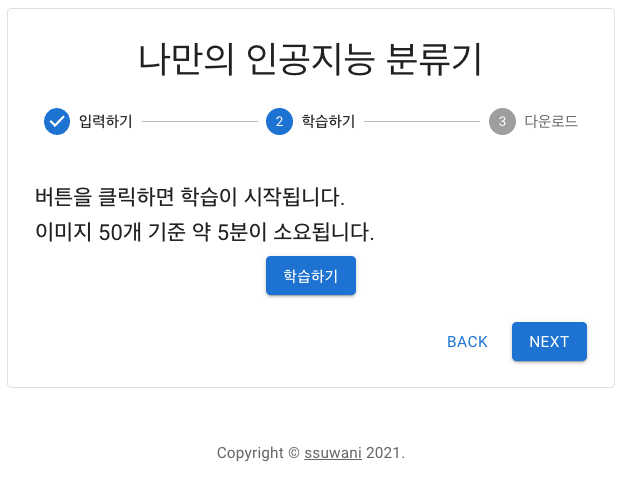 나만의 인공지능 분류기
입력하기 2 학습하기 3 다운로드
버튼을 클릭하면 학습이 시작됩니다.
이미지 50개 기준 약 5분이 소요됩니다.
학습하기
BACK NEXT
Copyright © ssuwani 2021.